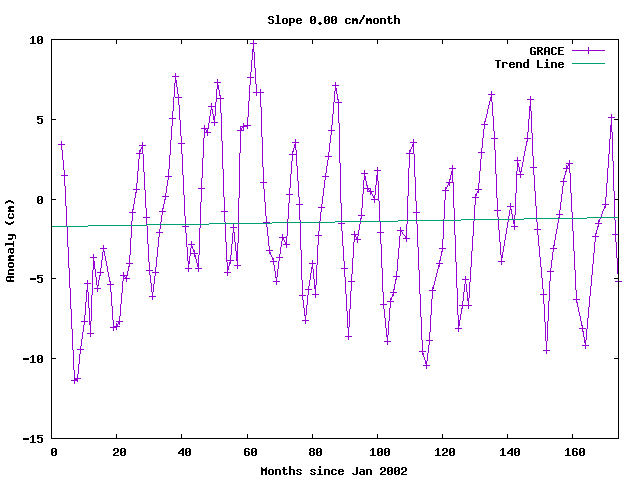 Slope 0.00 cm/month
GRACE
Trend Line
10
5
0
-5
-10
-15
Anomaly (cm)
0 20 40 60 80 100 120 140 160
Months since Jan 2002